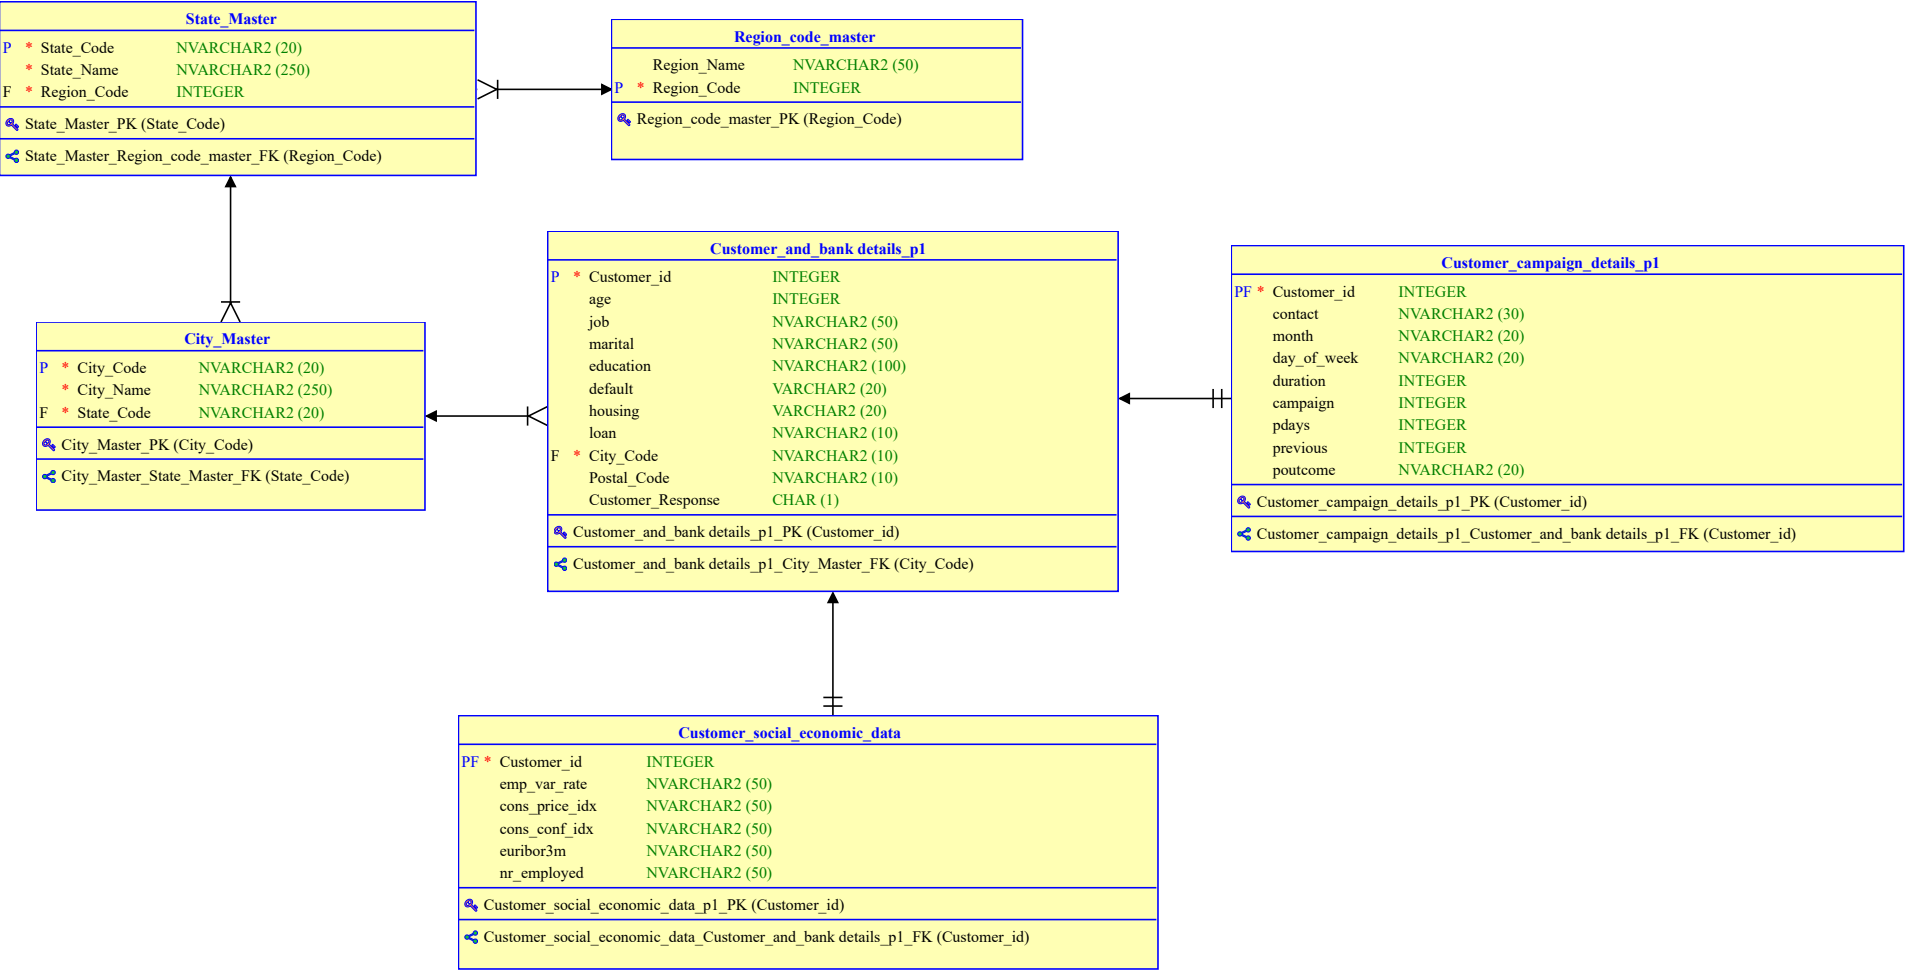 State_Master
P * State_Code NVARCHAR2 (20)
* State_Name NVARCHAR2 (250)
F * Region_Code INTEGER
State_Master_PK (State_Code)
State_Master_Region_code_master_FK (Region_Code)
Region_code_master
Region_Name NVARCHAR2 (50)
P * Region_Code INTEGER
Region_code_master_PK (Region_Code)
City_Master
P * City_Code NVARCHAR2 (20)
* City_Name NVARCHAR2 (250)
F * State_Code NVARCHAR2 (20)
City_Master_PK (City_Code)
City_Master_State_Master_FK (State_Code)
Customer_and_bank details_p1
P * Customer_id INTEGER
age INTEGER
job NVARCHAR2 (50)
marital NVARCHAR2 (50)
education NVARCHAR2 (100)
default VARCHAR2 (20)
housing VARCHAR2 (20)
loan NVARCHAR2 (10)
F * City_Code NVARCHAR2 (10)
Postal_Code NVARCHAR2 (10)
Customer_Response CHAR (1)
Customer_and_bank details_p1_PK (Customer_id)
Customer_and_bank details_p1_City_Master_FK (City_Code)
Customer_campaign_details_p1
PF * Customer_id INTEGER
contact NVARCHAR2 (30)
month NVARCHAR2 (20)
day_of_week NVARCHAR2 (20)
duration INTEGER
campaign INTEGER
pdays INTEGER
previous INTEGER
poutcome NVARCHAR2 (20)
Customer_campaign_details_p1_PK (Customer_id)
Customer_campaign_details_p1_Customer_and_bank details_p1_FK (Customer_id)
Customer_social_economic_data
PF * Customer_id INTEGER
emp_var_rate NVARCHAR2 (50)
cons_price_idx NVARCHAR2 (50)
cons_conf_idx NVARCHAR2 (50)
euribor3m NVARCHAR2 (50)
nr_employed NVARCHAR2 (50)
Customer_social_economic_data_p1_PK (Customer_id)
Customer_social_economic_data_Customer_and_bank details_p1_FK (Customer_id)